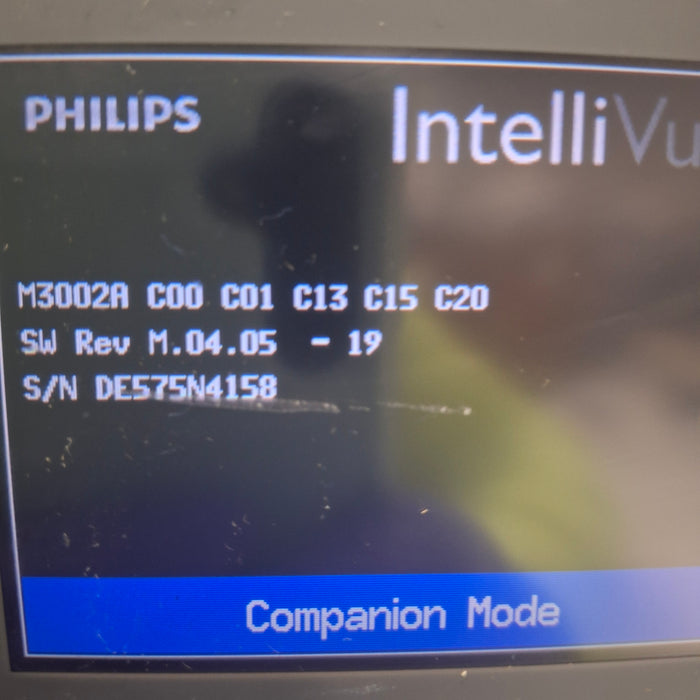 PHILIPS
IntelliVu
M3002A C00 C01 C13 C15 C20
SW Rev M.04.05 - 19
S/N DE575N4158
Companion Mode